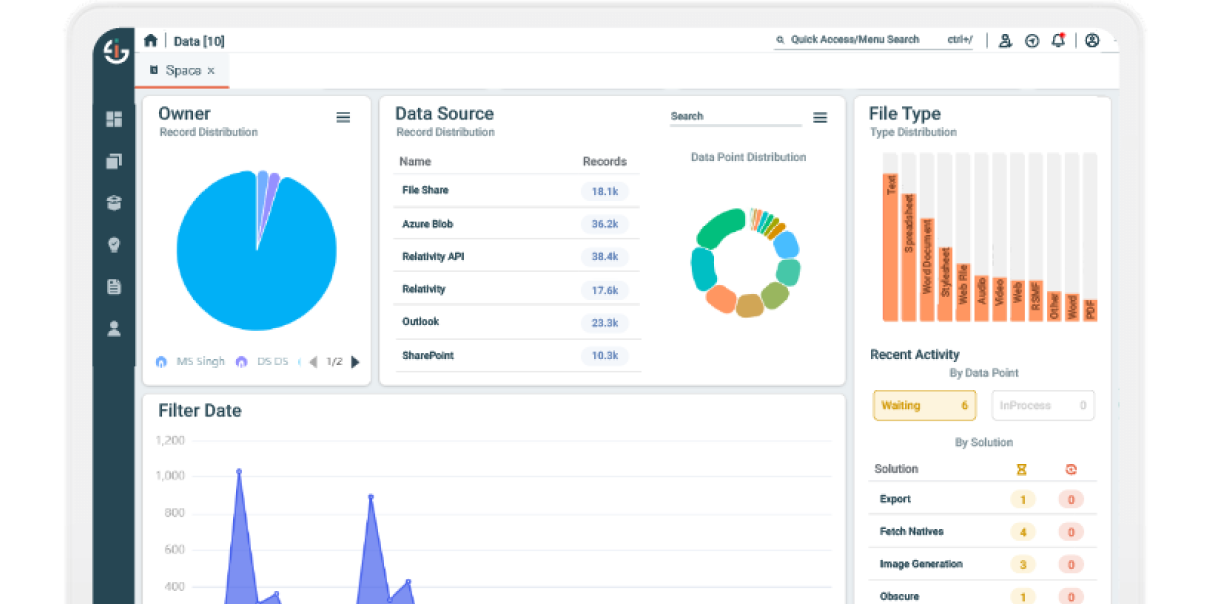 Data [10]
Quick Access/Menu Search ctrl+/
Space x
Owner
Record Distribution
MS Singh DS DS 1/2
Data Source
Record Distribution
Search
Name Records
File Share 18.1k
Azure Blob 36.2k
Relativity API 38.4k
Relativity 17.6k
Outlook 23.3k
SharePoint 10.3k
Data Point Distribution
File Type
Type Distribution
Text
Spreadsheet
Word Document
Stylesheet
Web File
Audio
Video
Web
RSMF
Other
Word
PDF
Recent Activity
By Data Point
Waiting 6
InProcess 0
By Solution
Solution
Export 1 0
Fetch Natives 4 0
Image Generation 3 0
Obscure 1 0
Filter Date
1,200
1,000
800
600
400